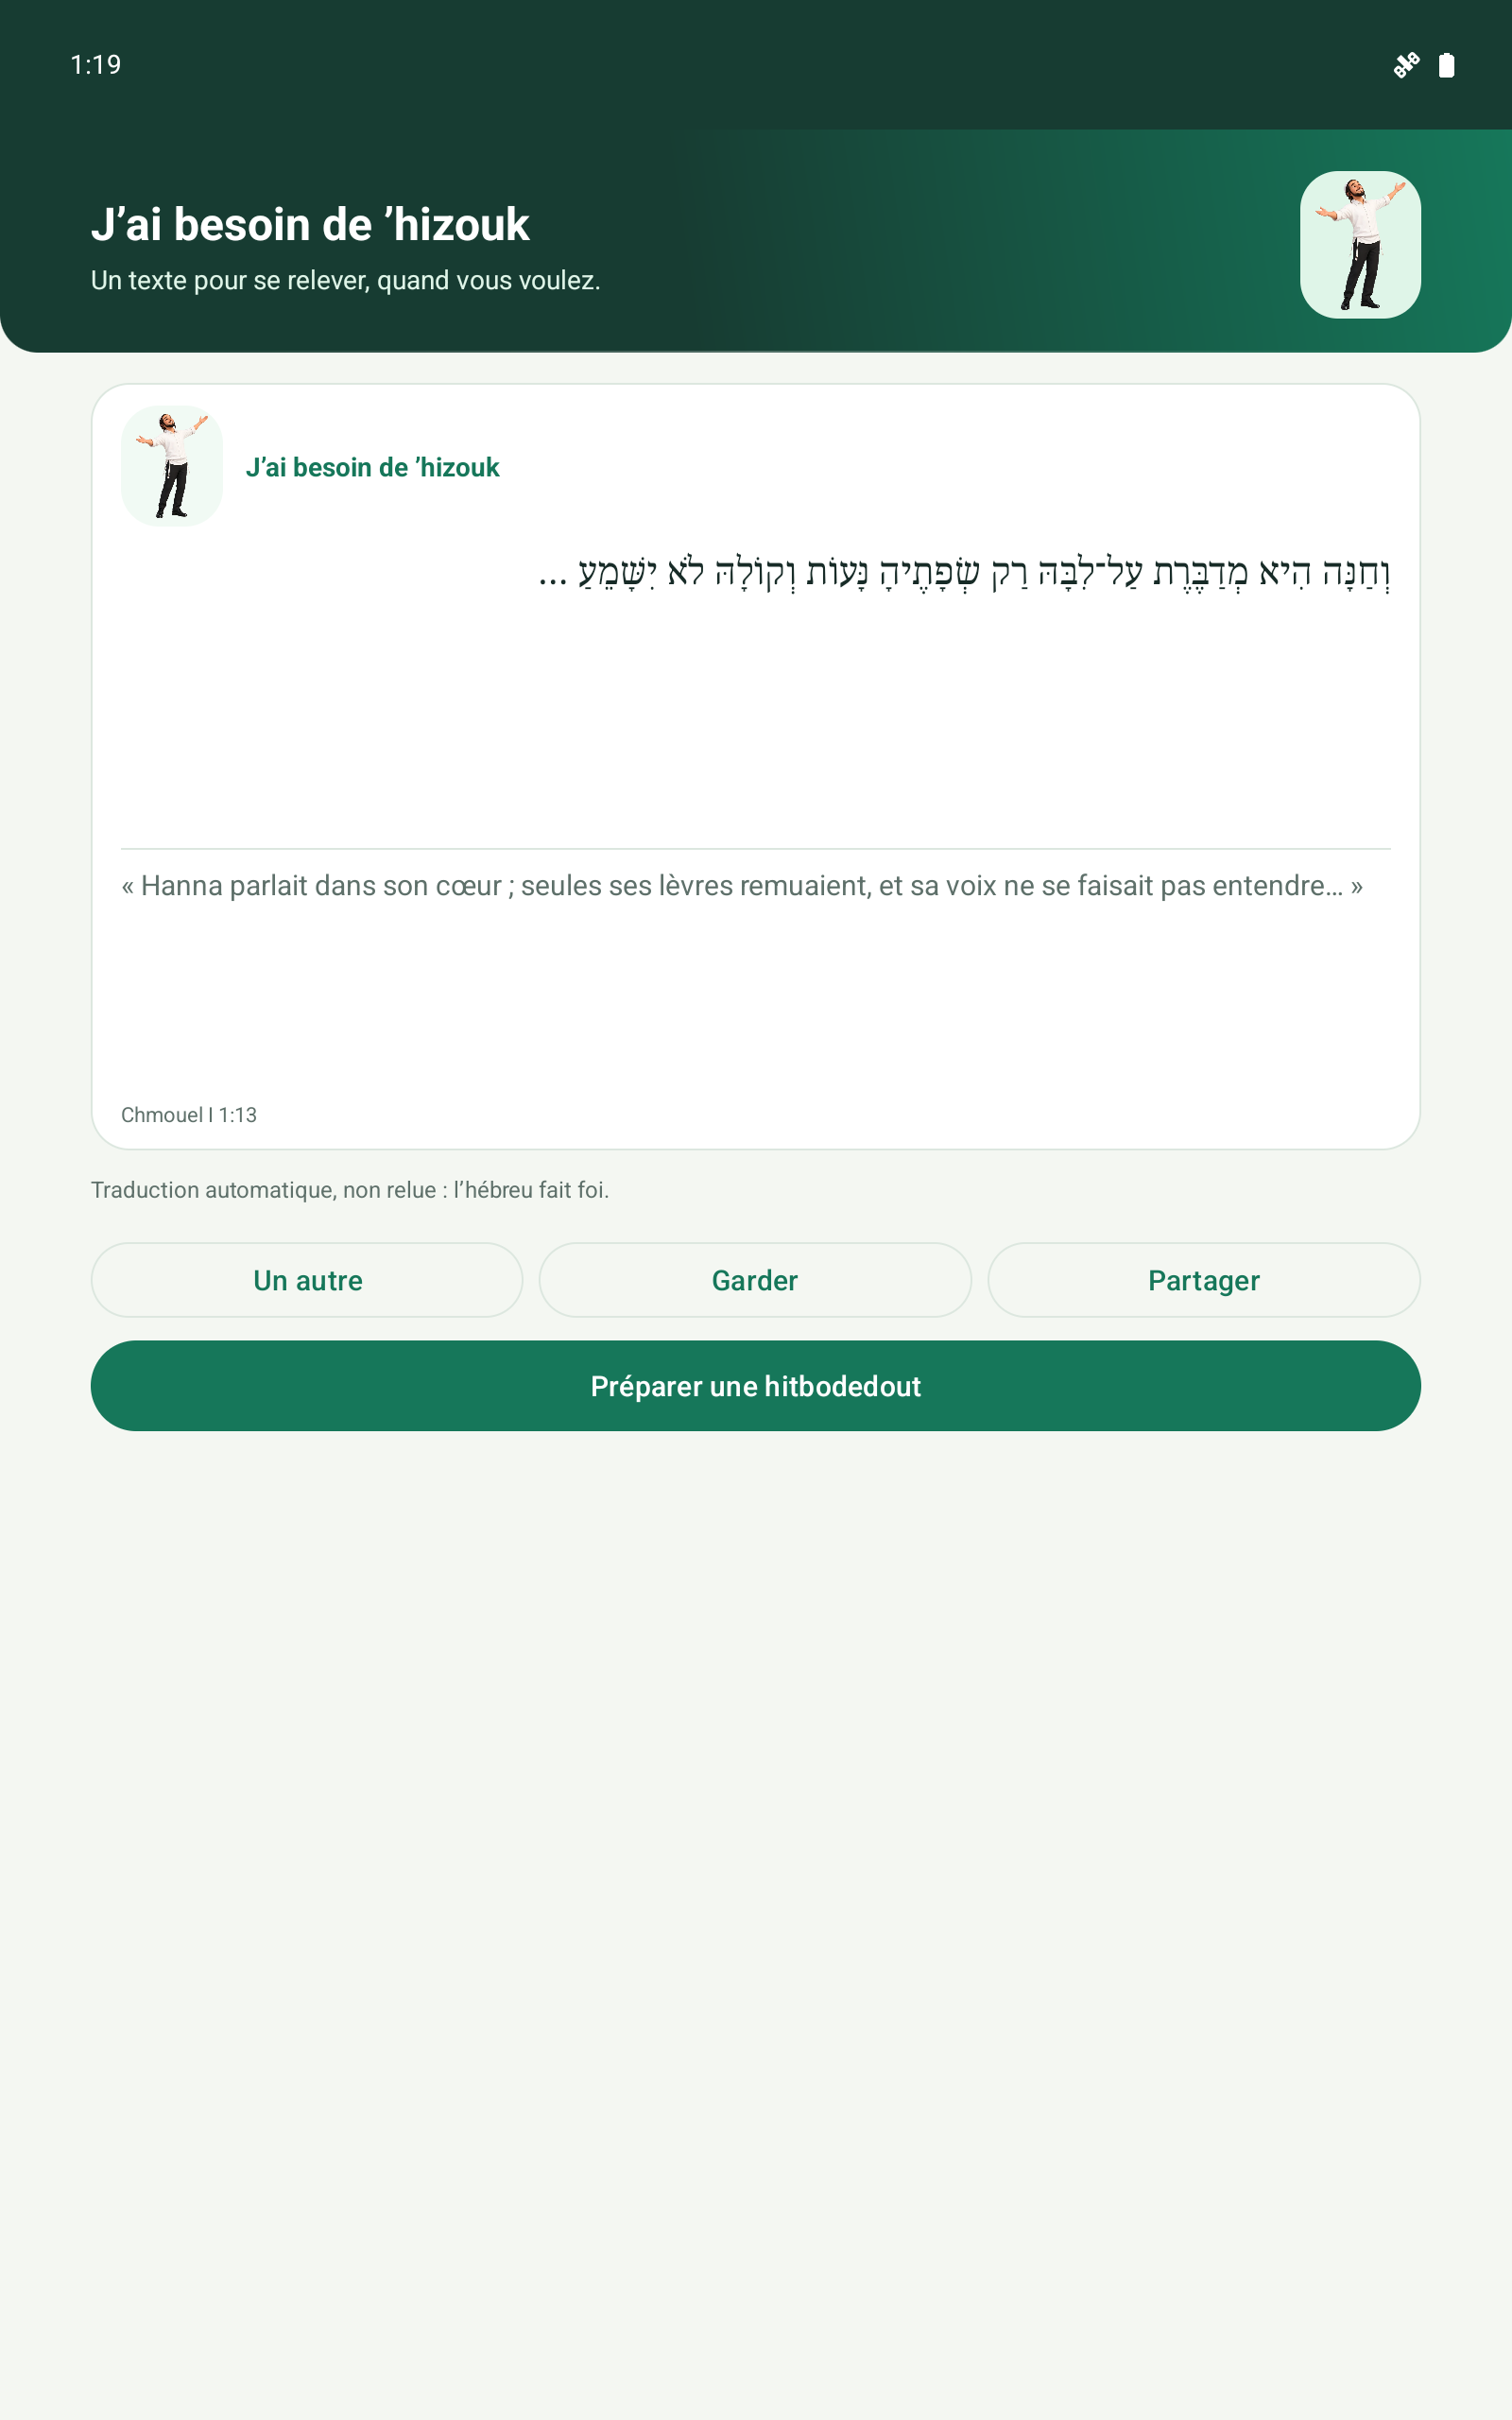 1:19
J’ai besoin de ’hizouk
Un texte pour se relever, quand vous voulez.
J’ai besoin de ’hizouk
וְחַנָּה הִיא מְדַבֶּרֶת עַל־לִבָּהּ רַק שְׂפָתֶיהָ נָּעוֹת וְקוֹלָהּ לֹא יִשָּׁמֵעַ ...
« Hanna parlait dans son cœur ; seules ses lèvres remuaient, et sa voix ne se faisait pas entendre... »
Chmouel I 1:13
Traduction automatique, non relue : l’hébreu fait foi.
Un autre
Garder
Partager
Préparer une hitbodedout